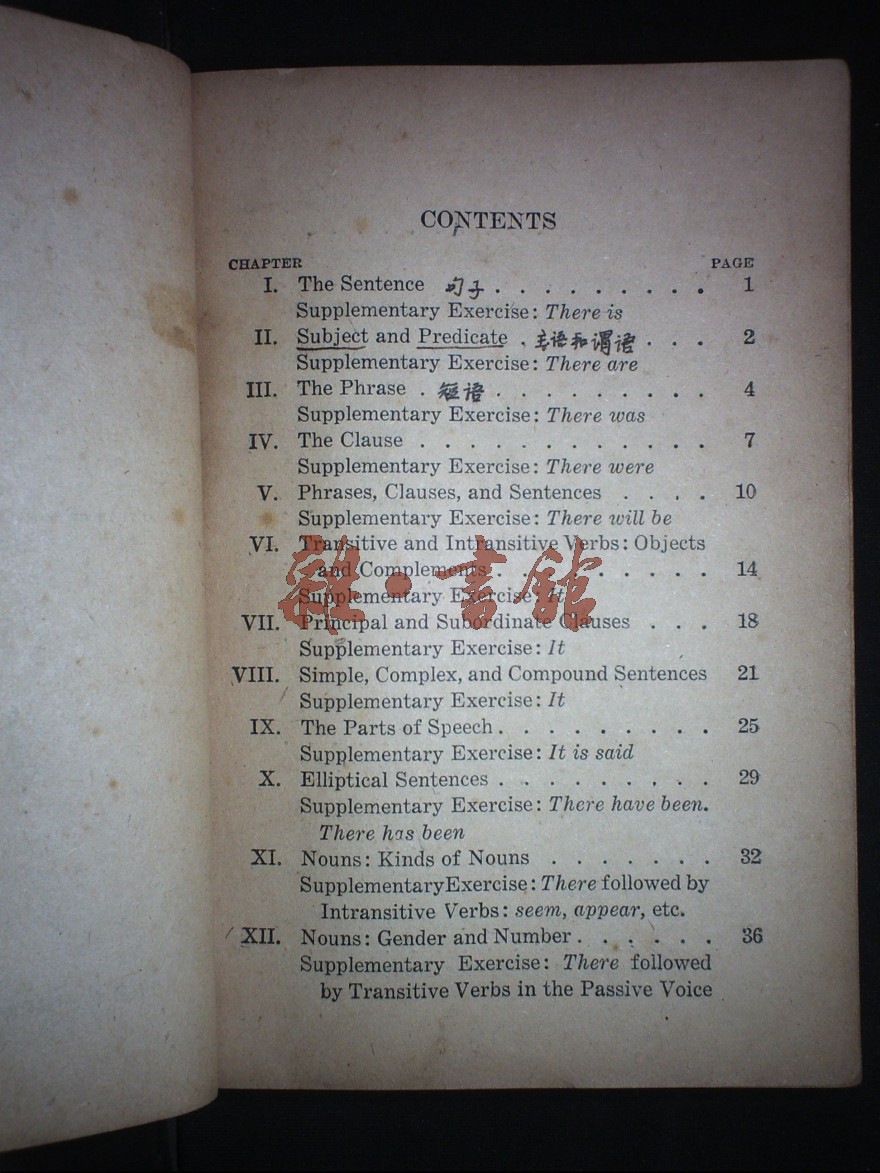 CONTENTS
CHAPTER PAGE
I. The Sentence 句子 . . . . . . . . . 1
Supplementary Exercise: There is
II. Subject and Predicate . 主语和谓语 . . . 2
Supplementary Exercise: There are
III. The Phrase . 短语 . . . . . . . . . 4
Supplementary Exercise: There was
IV. The Clause . . . . . . . . . . . . 7
Supplementary Exercise: There were
V. Phrases, Clauses, and Sentences . . . . 10
Supplementary Exercise: There will be
VI. Transitive and Intransitive Verbs: Objects
and Complements . . . . . . . . . 14
Supplementary Exercise: It
VII. Principal and Subordinate Clauses . . . 18
Supplementary Exercise: It
VIII. Simple, Complex, and Compound Sentences 21
Supplementary Exercise: It
IX. The Parts of Speech . . . . . . . . . 25
Supplementary Exercise: It is said
X. Elliptical Sentences . . . . . . . . . 29
Supplementary Exercise: There have been.
There has been
XI. Nouns: Kinds of Nouns . . . . . . . 32
Supplementary Exercise: There followed by
Intransitive Verbs: seem, appear, etc.
XII. Nouns: Gender and Number . . . . . . 36
Supplementary Exercise: There followed
by Transitive Verbs in the Passive Voice